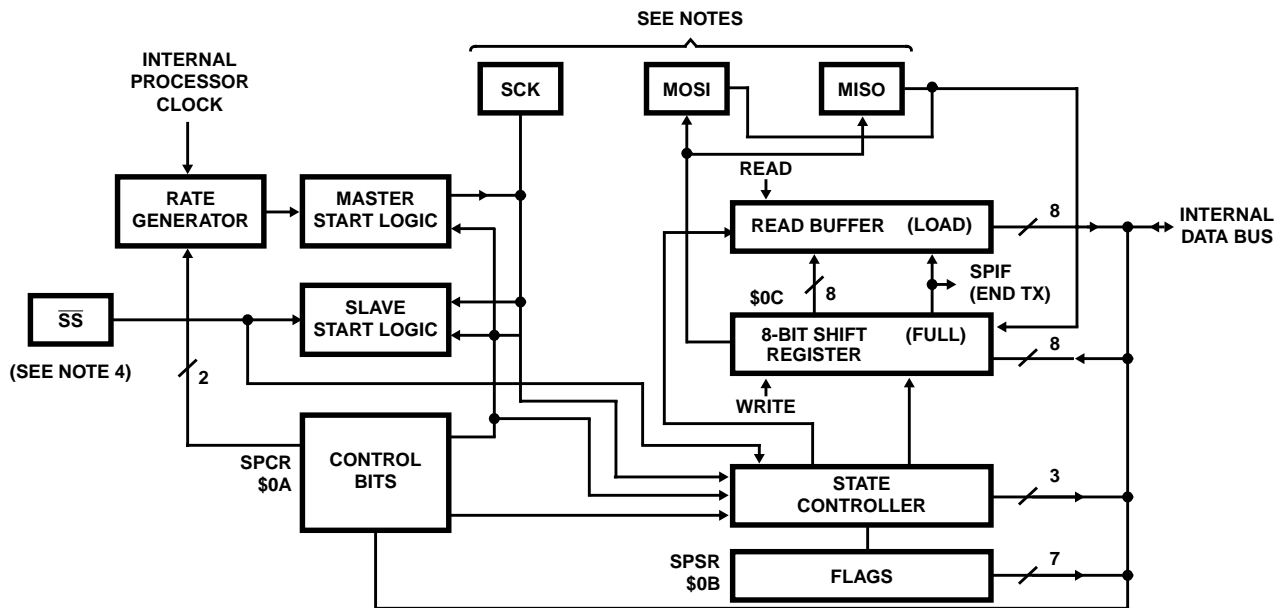 SEE NOTES
INTERNAL
PROCESSOR
CLOCK
SCK
MOSI
MISO
READ
RATE
GENERATOR
MASTER
START LOGIC
READ BUFFER (LOAD)
8
INTERNAL
DATA BUS
$0C
8
SPIF
(END TX)
SS
(SEE NOTE 4)
SLAVE
START LOGIC
8-BIT SHIFT
REGISTER
(FULL)
8
2
WRITE
SPCR
$0A
CONTROL
BITS
STATE
CONTROLLER
3
SPSR
$0B
FLAGS
7